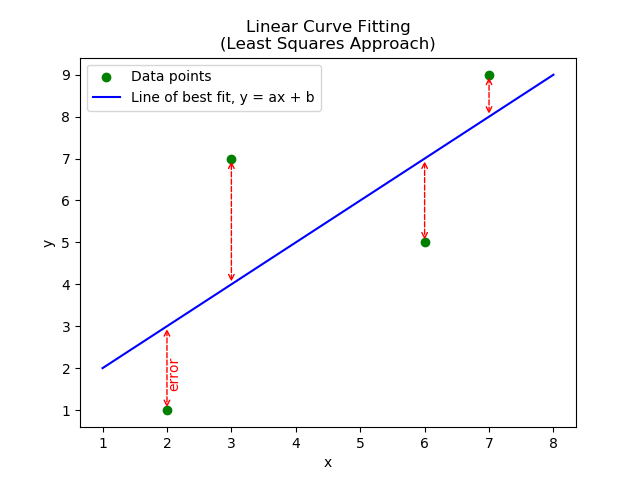 Linear Curve Fitting
(Least Squares Approach)
Data points
Line of best fit, y = ax + b
9
8
7
6
5
4
3
2
1
y
error
1 2 3 4 5 6 7 8
x